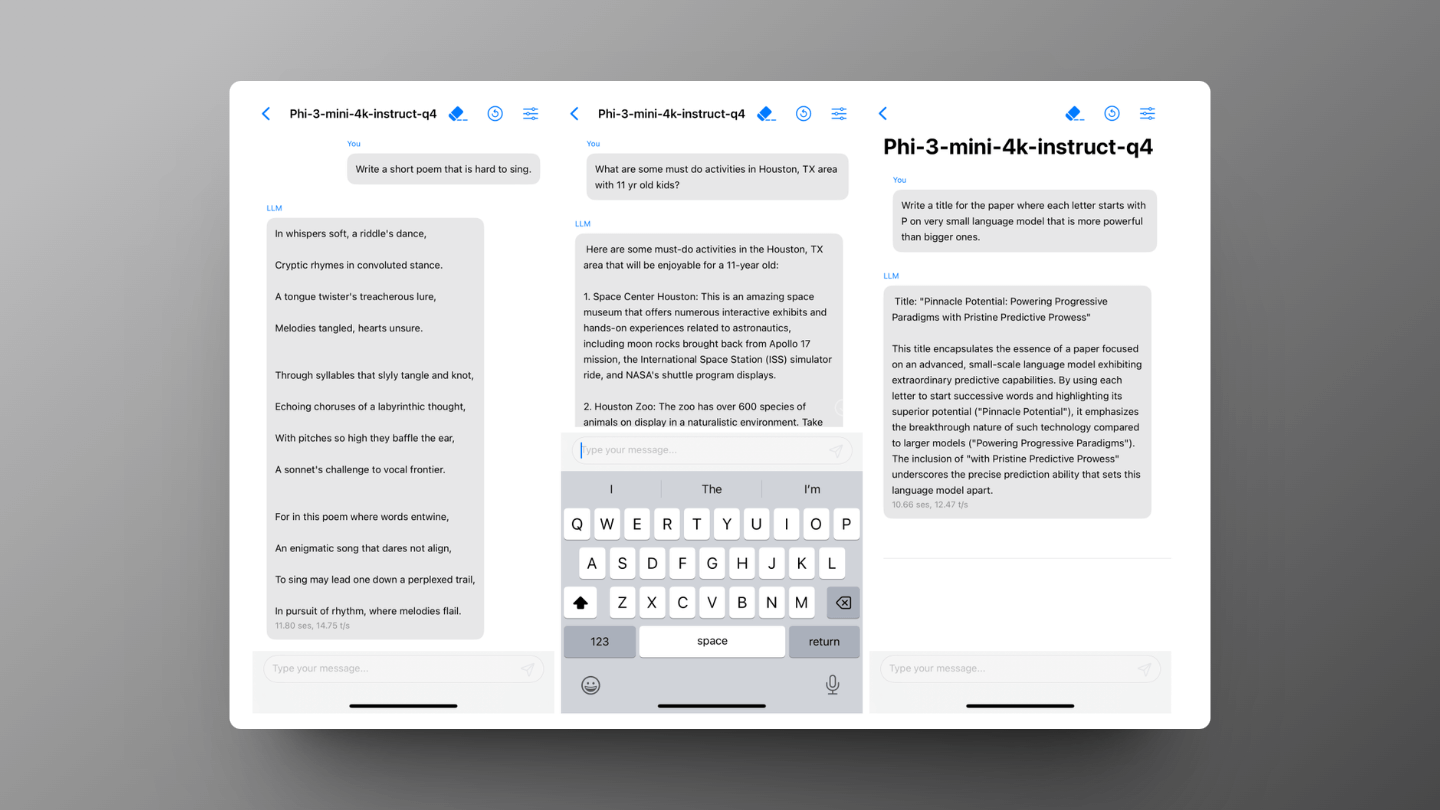 Phi-3-mini-4k-instruct-q4
You
Write a short poem that is hard to sing.
LLM
In whispers soft, a riddle's dance,
Cryptic rhymes in convoluted stance.
A tongue twister's treacherous lure,
Melodies tangled, hearts unsure.
Through syllables that slyly tangle and knot,
Echoing choruses of a labyrinthic thought,
With pitches so high they baffle the ear,
A sonnet's challenge to vocal frontier.
For in this poem where words entwine,
An enigmatic song that dares not align,
To sing may lead one down a perplexed trail,
In pursuit of rhythm, where melodies flail.
11.80 ses, 14.75 t/s
Type your message...
Phi-3-mini-4k-instruct-q4
You
What are some must do activities in Houston, TX area
with 11 yr old kids?
LLM
Here are some must-do activities in the Houston, TX
area that will be enjoyable for a 11-year old:
1. Space Center Houston: This is an amazing space
museum that offers numerous interactive exhibits and
hands-on experiences related to astronautics,
including moon rocks brought back from Apollo 17
mission, the International Space Station (ISS) simulator
ride, and NASA's shuttle program displays.
2. Houston Zoo: The zoo has over 600 species of
animals on display in a naturalistic environment. Take
Type your message...
I The I'm
Q W E R T Y U I O P
A S D F G H J K L
Z X C V B N M
123 space return
Phi-3-mini-4k-instruct-q4
You
Write a title for the paper where each letter starts with
P on very small language model that is more powerful
than bigger ones.
LLM
Title: "Pinnacle Potential: Powering Progressive
Paradigms with Pristine Predictive Prowess"
This title encapsulates the essence of a paper focused
on an advanced, small-scale language model exhibiting
extraordinary predictive capabilities. By using each
letter to start successive words and highlighting its
superior potential ("Pinnacle Potential"), it emphasizes
the breakthrough nature of such technology compared
to larger models ("Powering Progressive Paradigms").
The inclusion of "with Pristine Predictive Prowess"
underscores the precise prediction ability that sets this
language model apart.
10.66 ses, 12.47 t/s
Type your message...